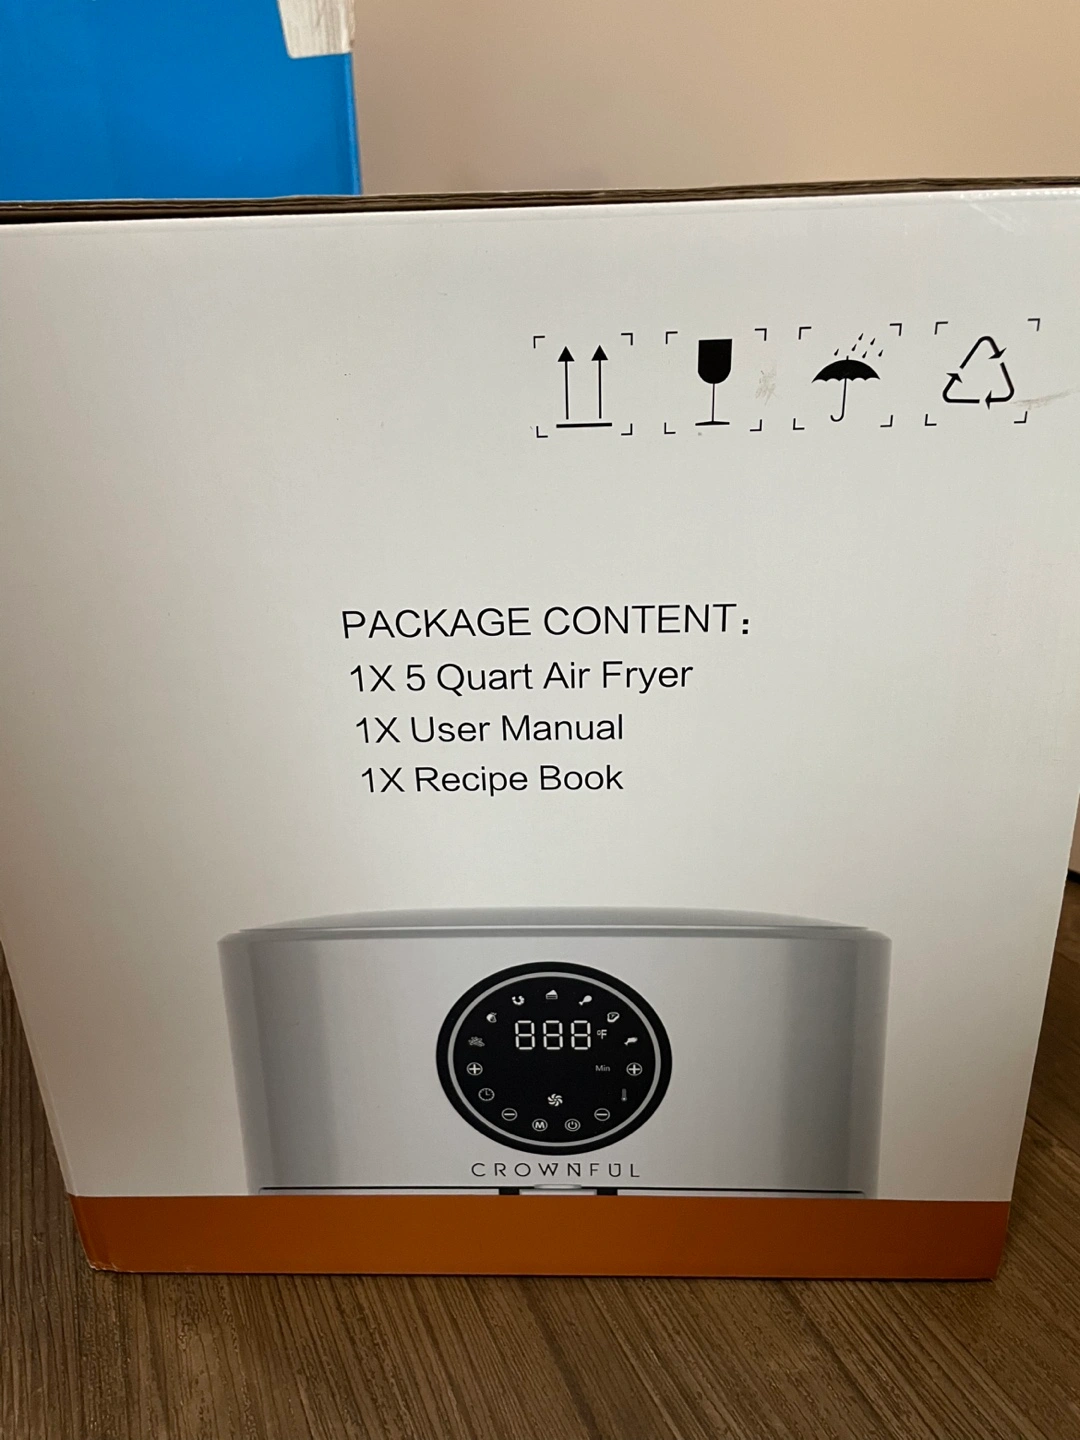 PACKAGE CONTENT:
1X 5 Quart Air Fryer
1X User Manual
1X Recipe Book
888°F
Min
M
CROWNFUL